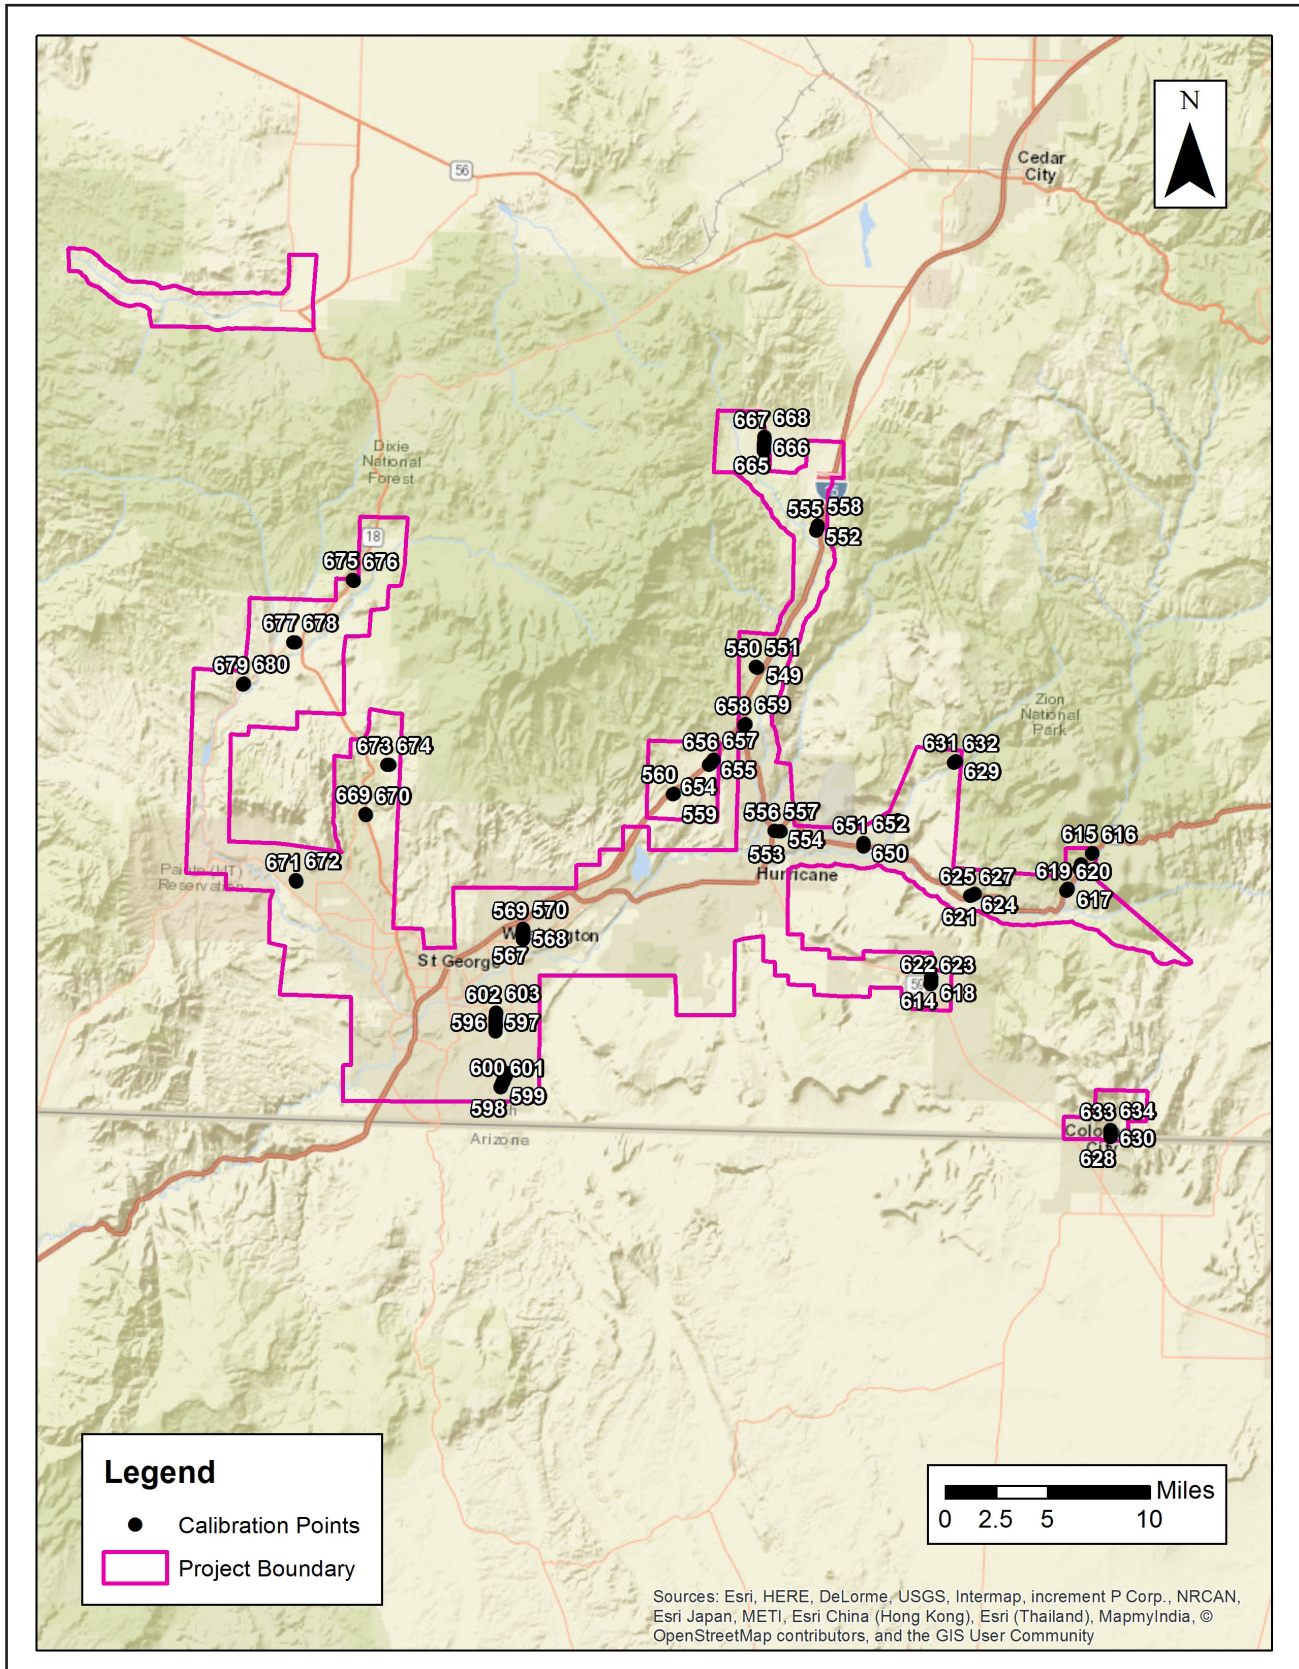 N
Cedar
City
56
Dixie
National
Forest
667 668
666
665
555 558
552
18
675 676
677 678
679 680
550 551
549
658 659
Zion
National
Park
656 657
655
560
654
559
673 674
669 670
631 632
629
556 557
554
553
651 652
650
615 616
619 620
617
671 672
Reservation
Hurricane
625 627
624
621
569 570
568
567
St George
622 623
59
614 618
602 603
596 597
600 601
599
598
Arizona
633 634
630
628
Legend
Calibration Points
Project Boundary
Miles
0 2.5 5 10
Sources: Esri, HERE, DeLorme, USGS, Intermap, increment P Corp., NRCAN,
Esri Japan, METI, Esri China (Hong Kong), Esri (Thailand), MapmyIndia, ©
OpenStreetMap contributors, and the GIS User Community